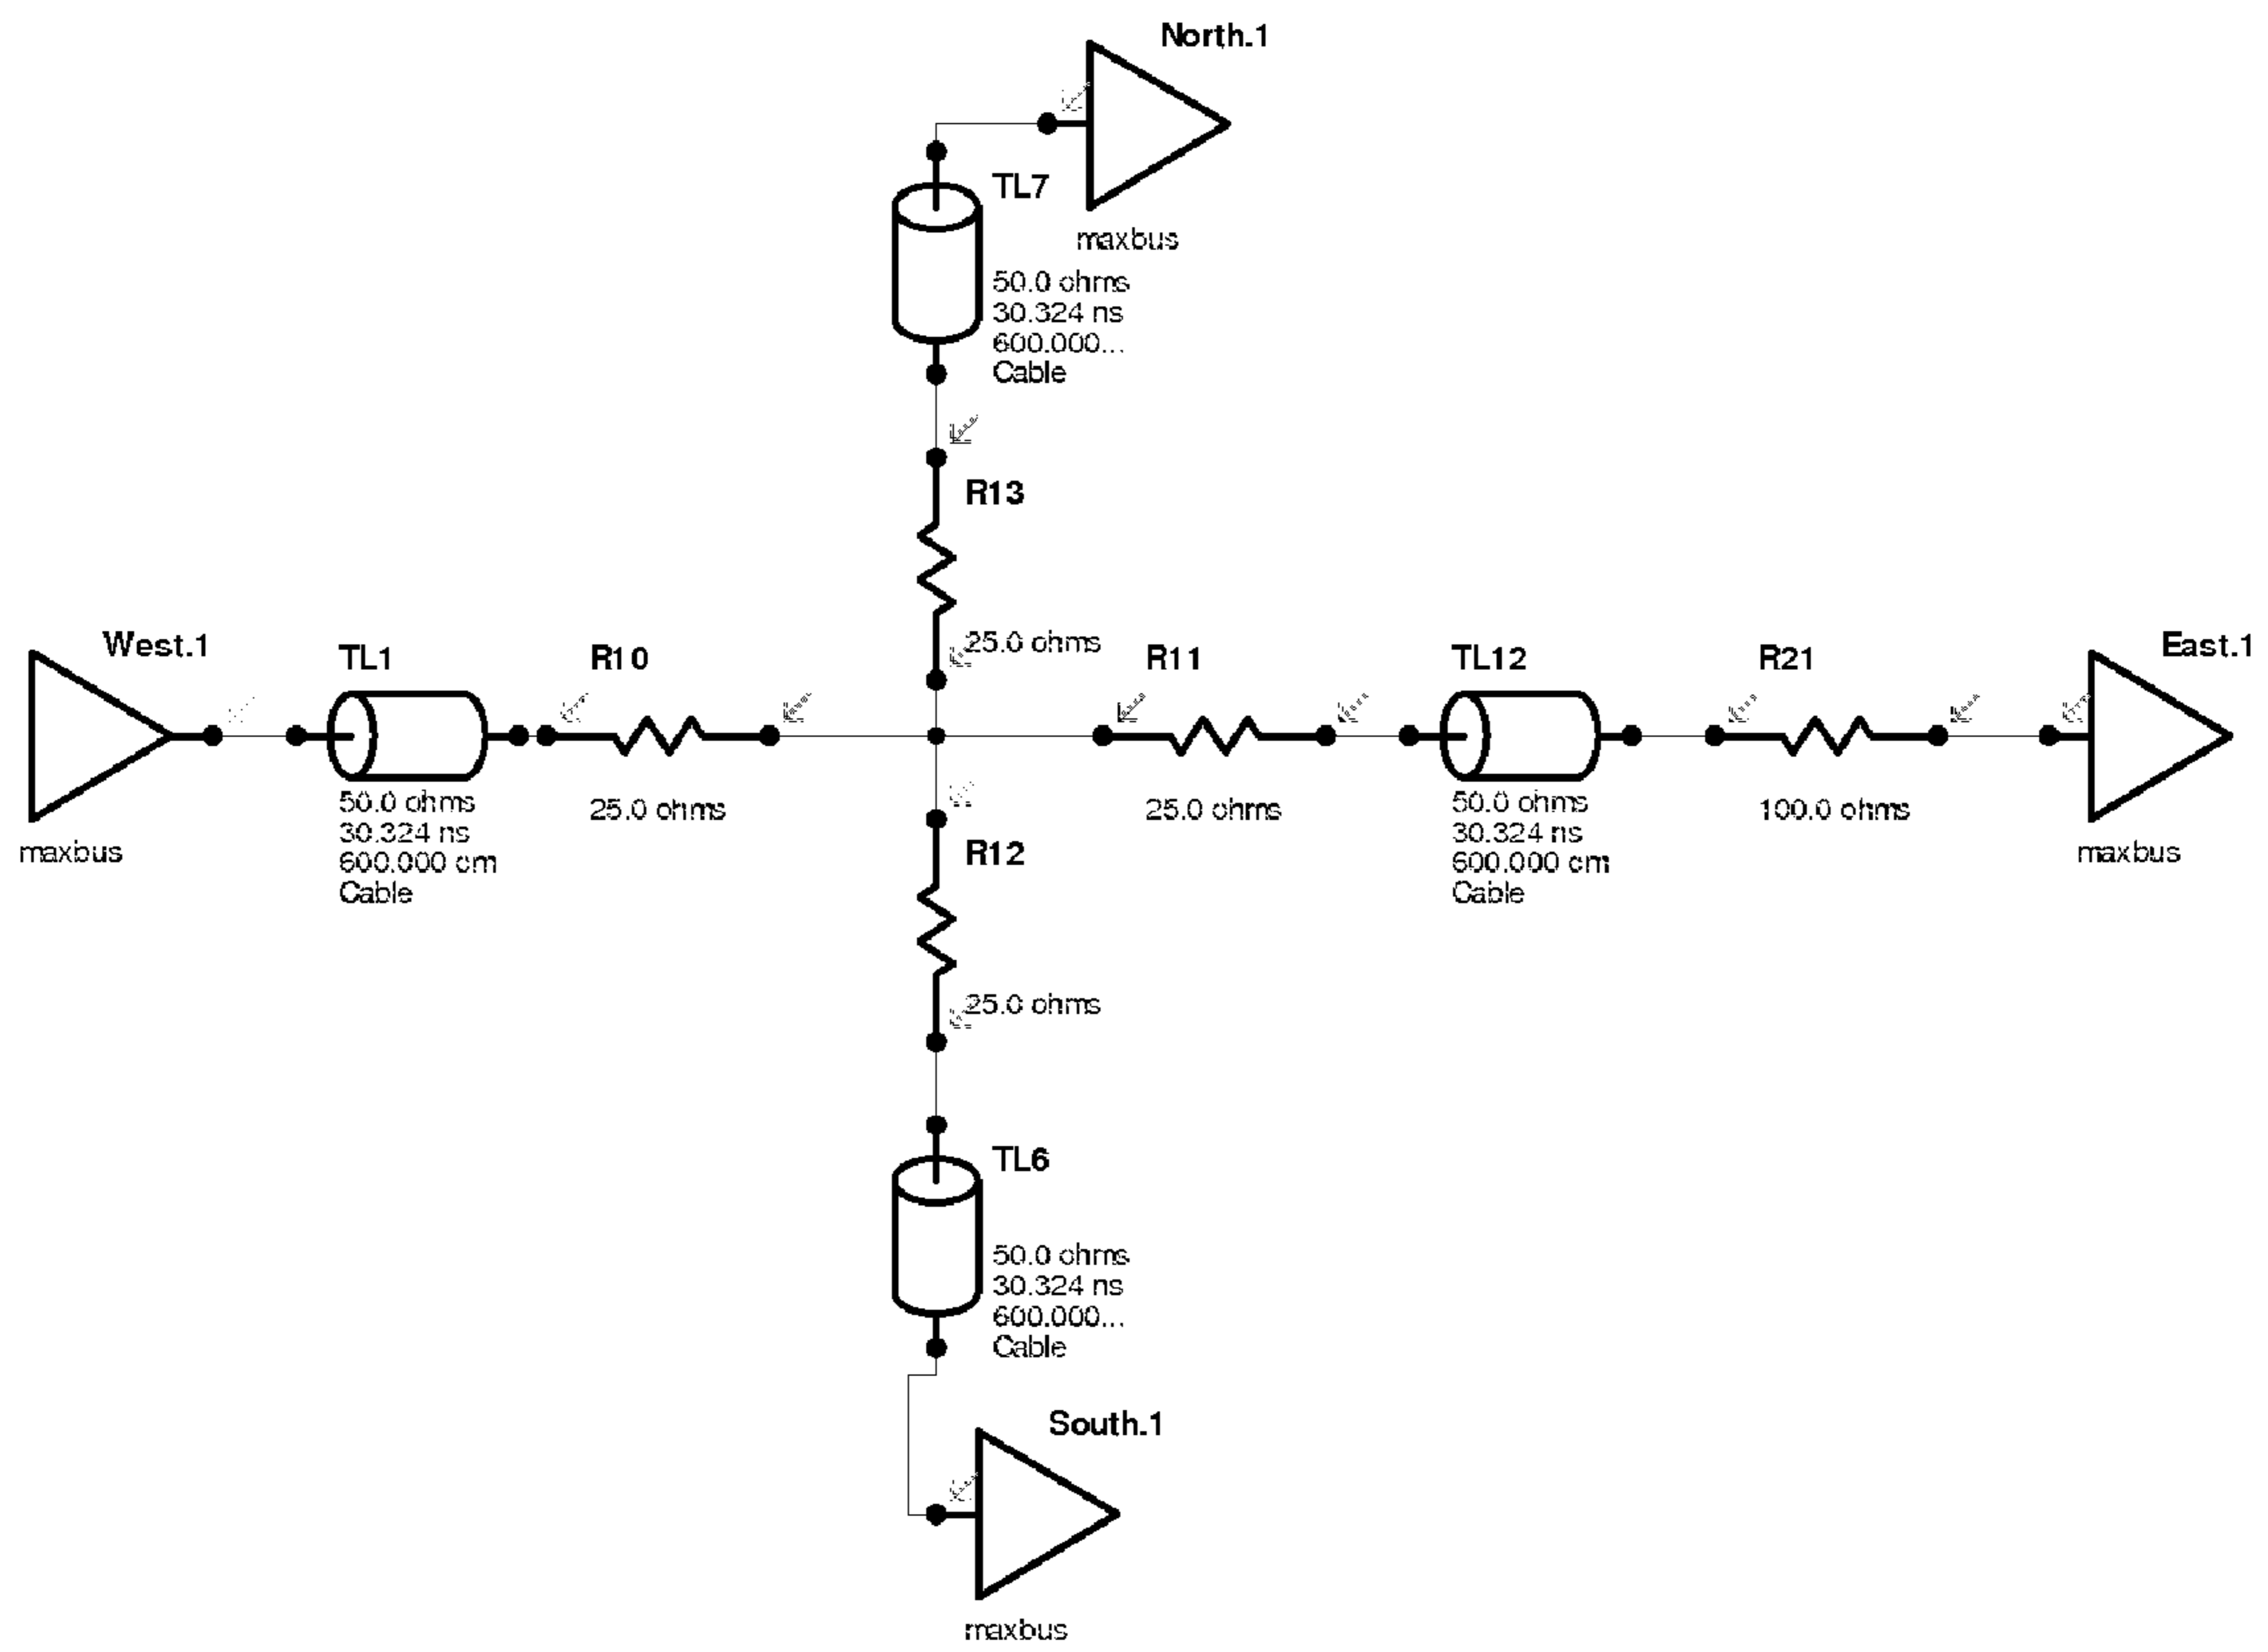 North.1
TL7
maxbus
50.0 ohms
30.324 ns
600.000...
Cable
R13
25.0 ohms
West.1
TL1
R10
R11
TL12
R21
East.1
50.0 ohms
30.324 ns
600.000 cm
Cable
maxbus
25.0 ohms
25.0 ohms
50.0 ohms
30.324 ns
600.000 cm
Cable
100.0 ohms
maxbus
R12
25.0 ohms
TL6
50.0 ohms
30.324 ns
600.000...
Cable
South.1
maxbus